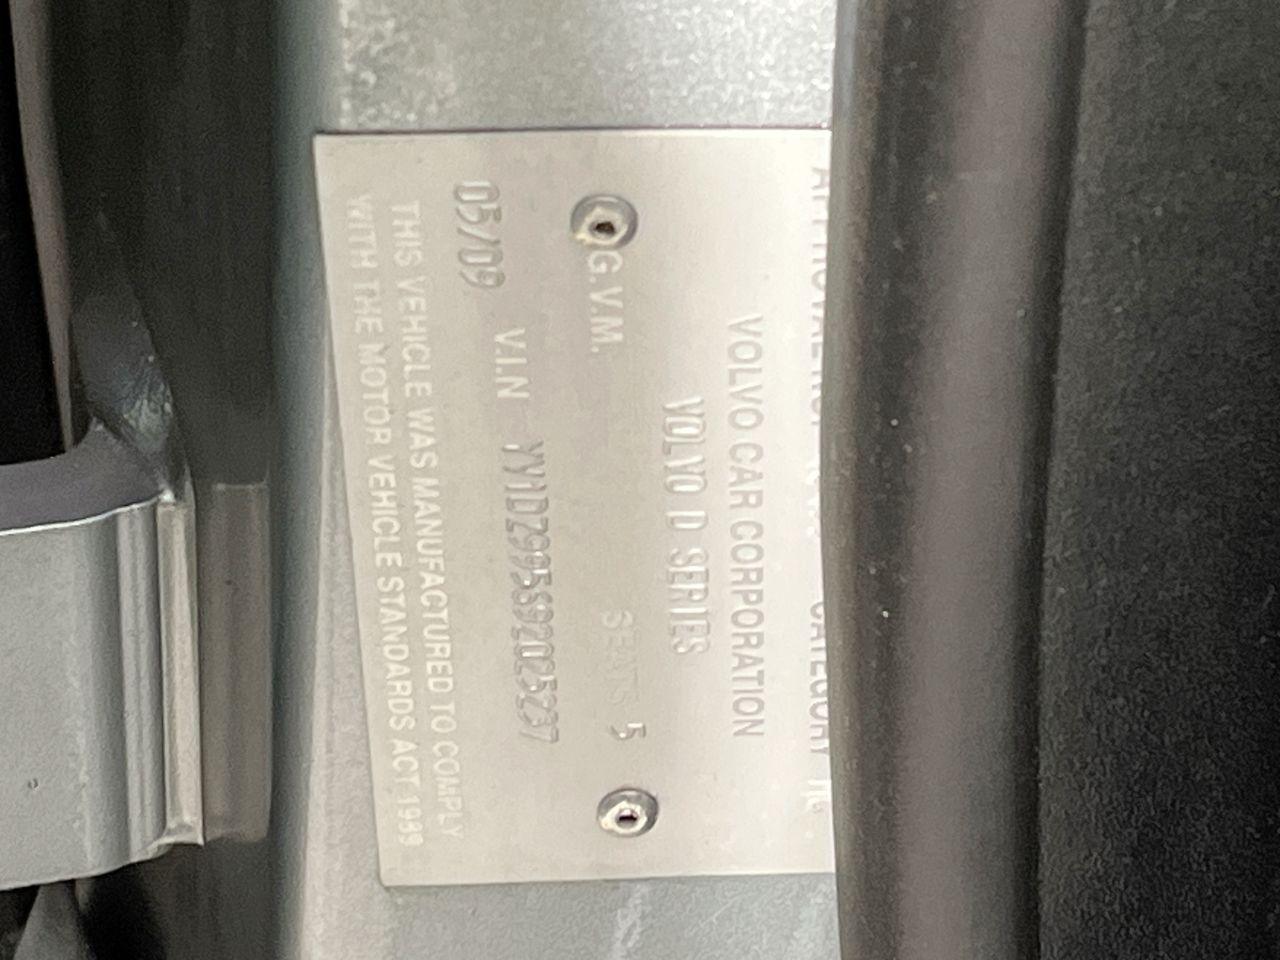 VOLVO CAR CORPORATION
VOLVO D SERIES
G.V.M. SEATS 5
V.I.N YV1DZ995692025237
05/09
THIS VEHICLE WAS MANUFACTURED TO COMPLY
WITH THE MOTOR VEHICLE STANDARDS ACT 1989